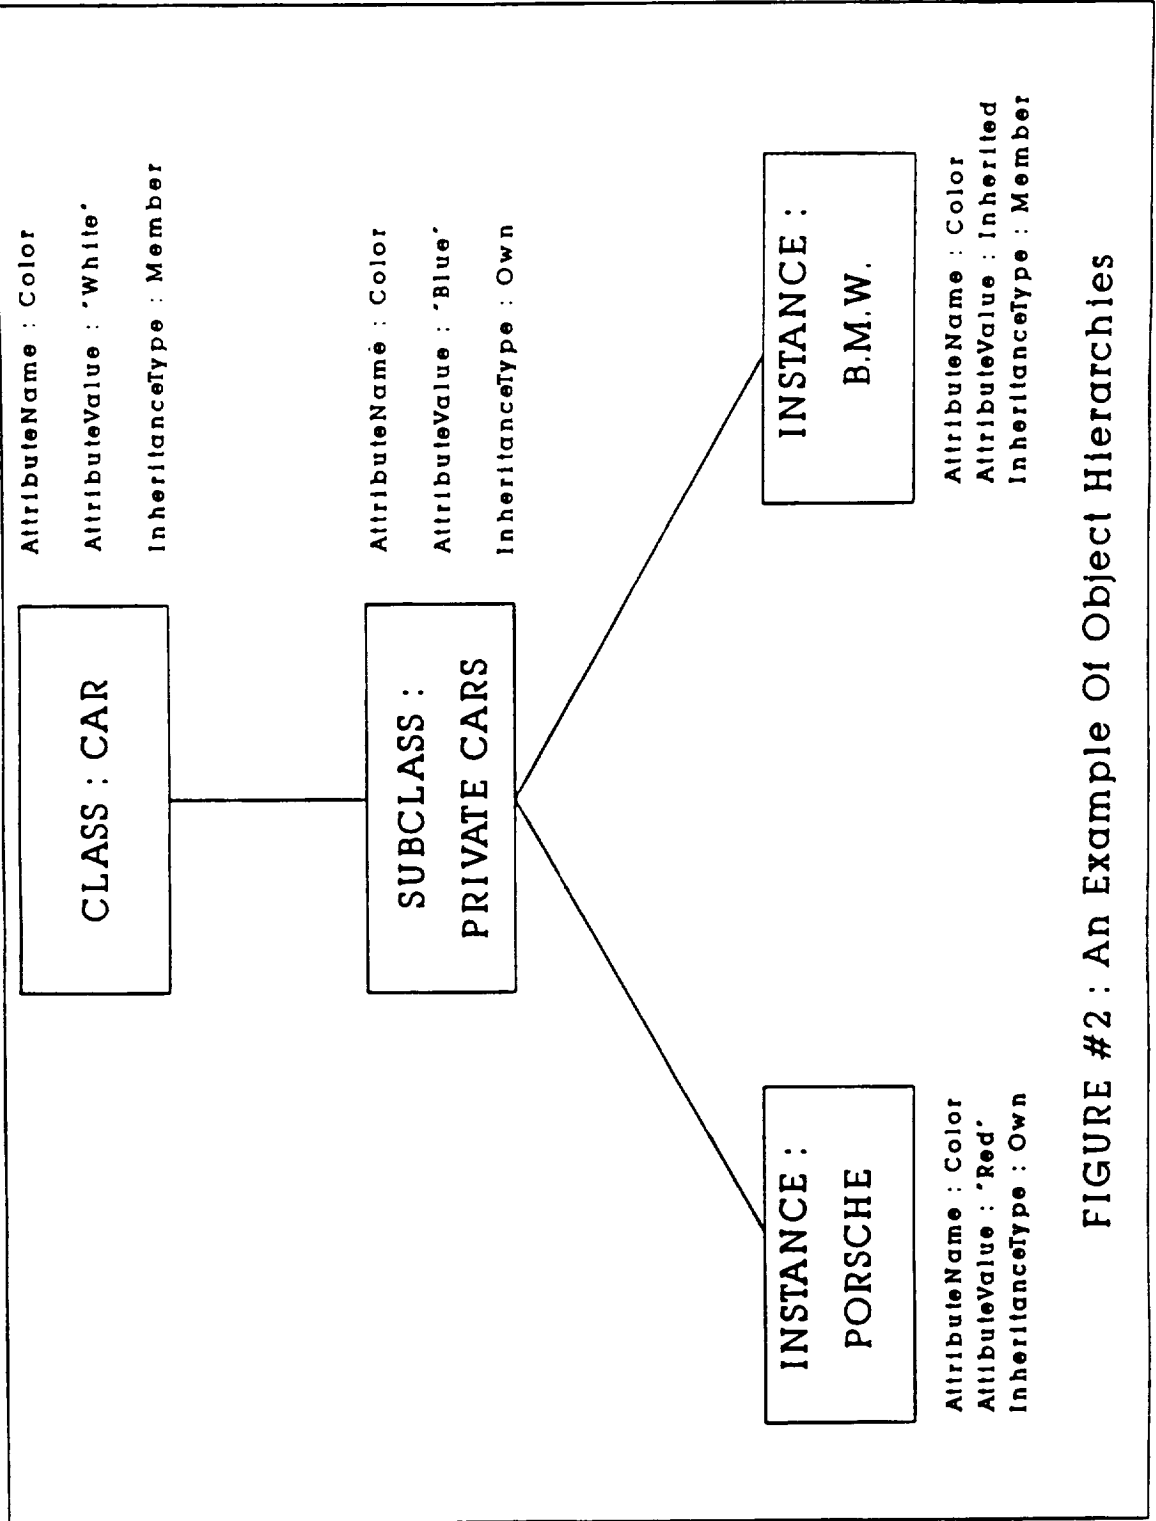 CLASS : CAR
AttributeName : Color
AttributeValue : 'White'
InheritanceType : Member
SUBCLASS :
PRIVATE CARS
AttributeName : Color
AttributeValue : 'Blue'
InheritanceType : Own
INSTANCE :
PORSCHE
AttributeName : Color
AttibuteValue : 'Red'
InheritanceType : Own
INSTANCE :
B.M.W.
AttributeName : Color
AttributeValue : Inherited
InheritanceType : Member
FIGURE #2 : An Example Of Object Hierarchies